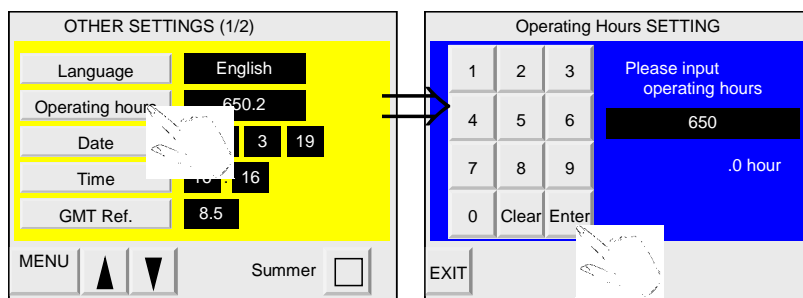 OTHER SETTINGS (1/2)
Language English
Operating hours 650.2
Date 3 19
Time 16
GMT Ref. 8.5
MENU Summer
Operating Hours SETTING
1 2 3
4 5 6
7 8 9
0 Clear Enter
Please input
operating hours
650
.0 hour
EXIT